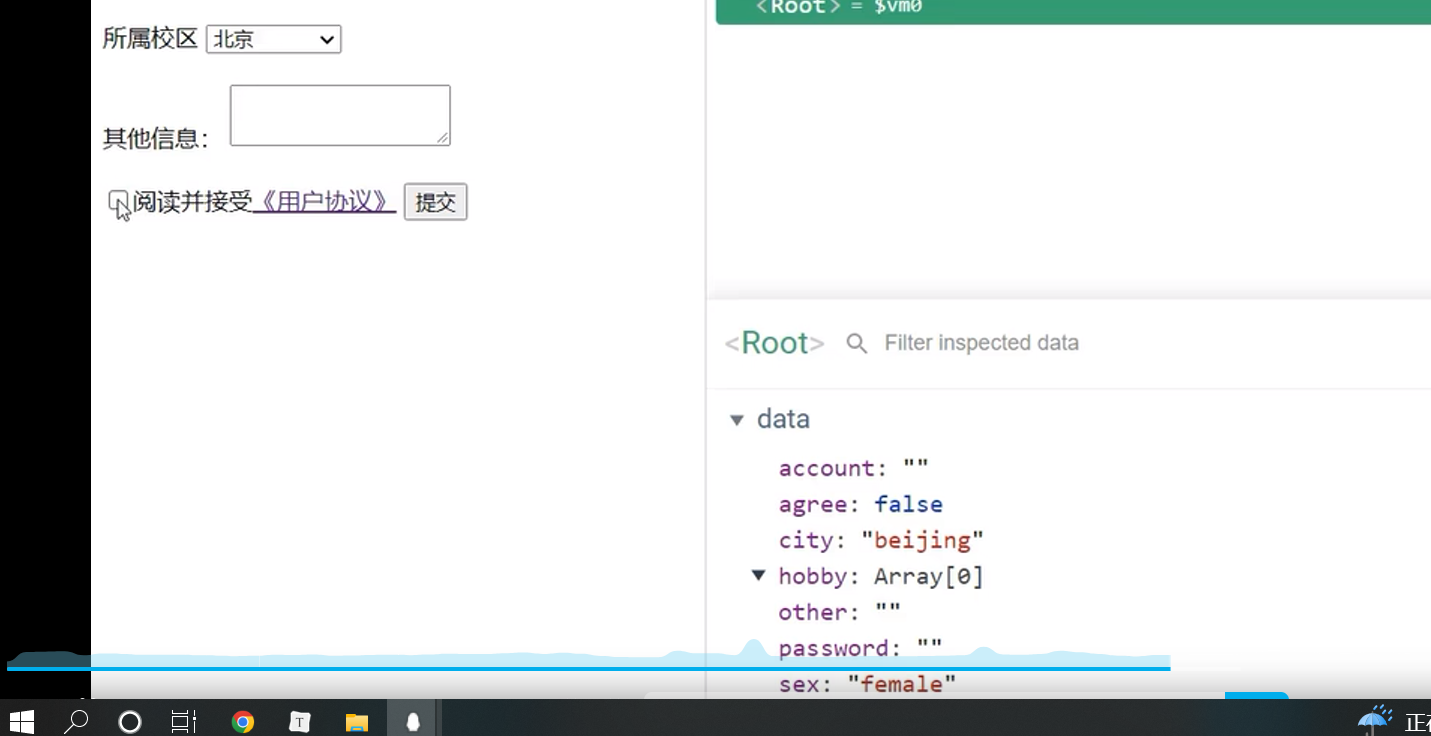 <Root> = $vm0
所属校区 北京
其他信息：
阅读并接受《用户协议》 提交
<Root> Filter inspected data
data
account: ""
agree: false
city: "beijing"
hobby: Array[0]
other: ""
password: ""
sex: "female"
T
正在